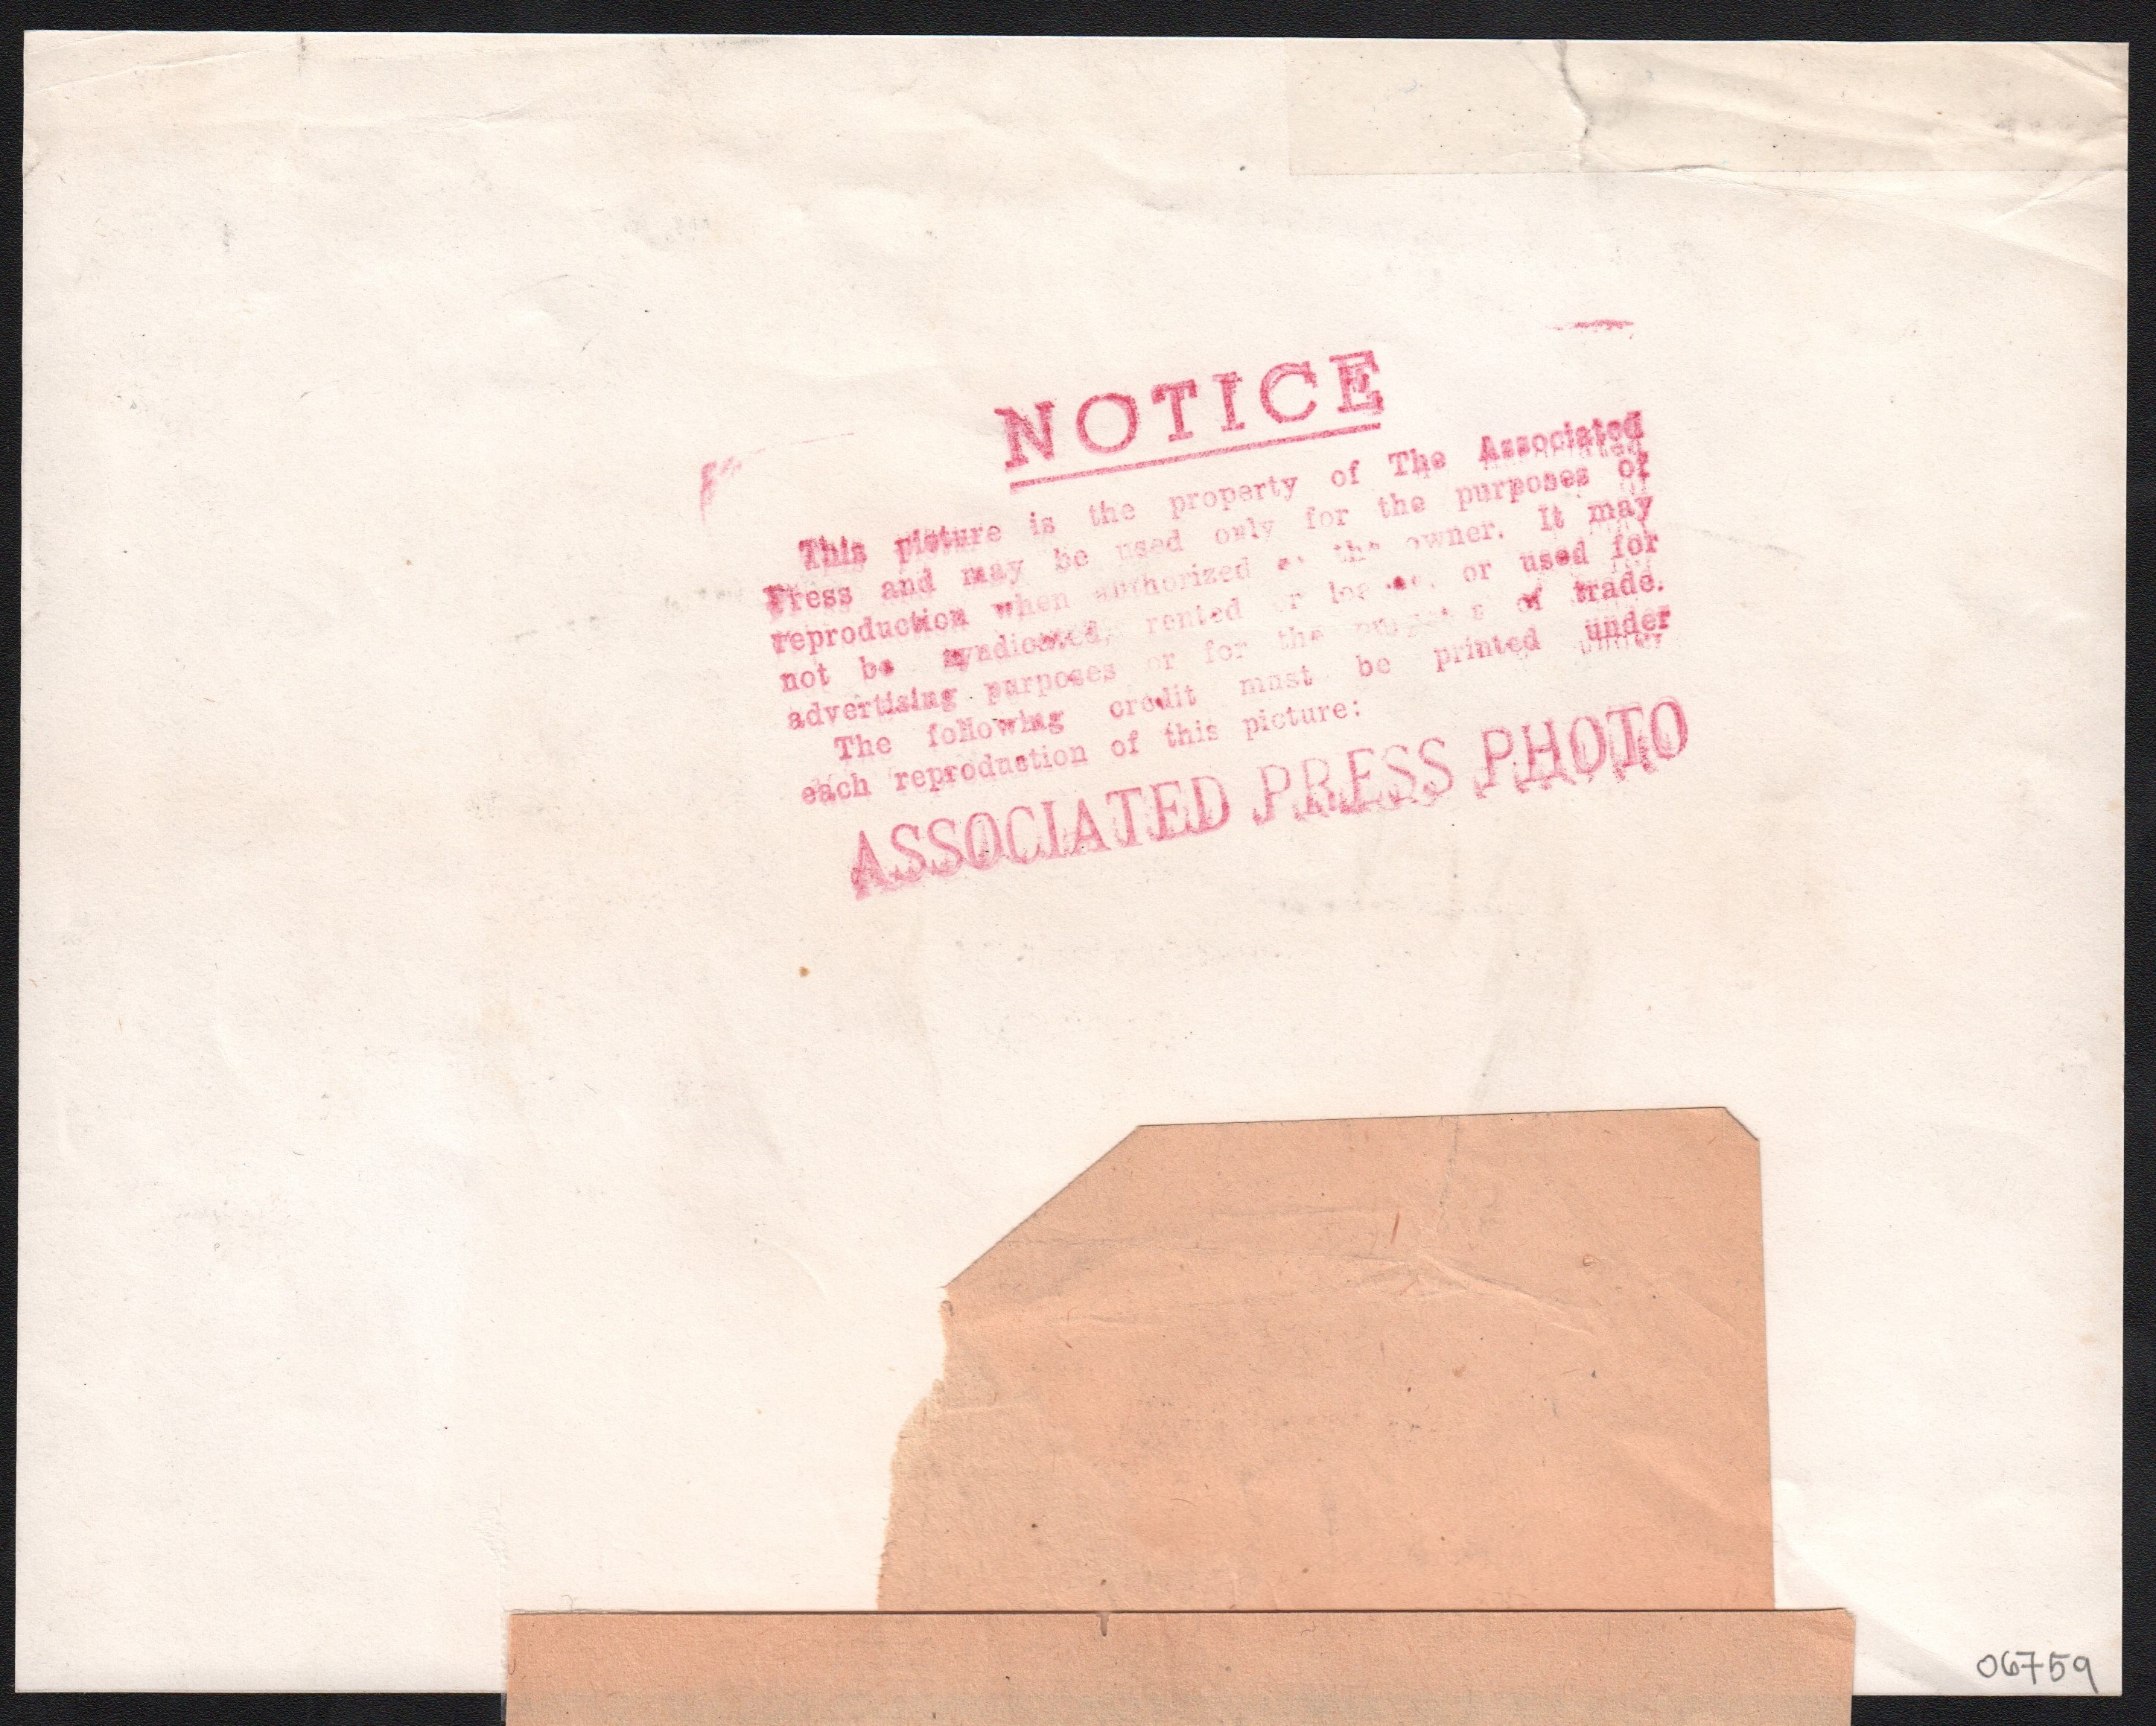 NOTICE
This picture is the property of The Associated
Press and may be used only for the purposes of
reproduction when authorized the owner. It may
not be syndicated, rented or or used for
advertising purposes or for the of trade.
The following credit must be printed under
each reproduction of this picture:
ASSOCIATED PRESS PHOTO
06759